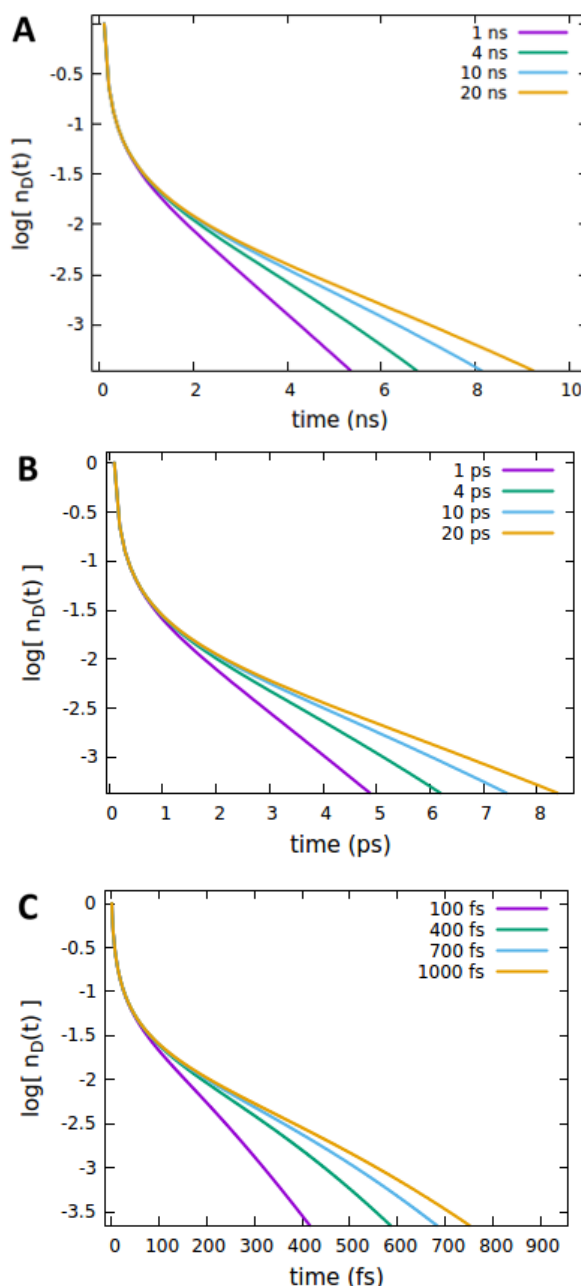 A
1 ns
4 ns
10 ns
20 ns
log[ n_D(t) ]
-0.5
-1
-1.5
-2
-2.5
-3
0 2 4 6 8 10
time (ns)
B
1 ps
4 ps
10 ps
20 ps
log[ n_D(t) ]
0
-0.5
-1
-1.5
-2
-2.5
-3
0 1 2 3 4 5 6 7 8
time (ps)
C
100 fs
400 fs
700 fs
1000 fs
log[ n_D(t) ]
0
-0.5
-1
-1.5
-2
-2.5
-3
-3.5
0 100 200 300 400 500 600 700 800 900
time (fs)